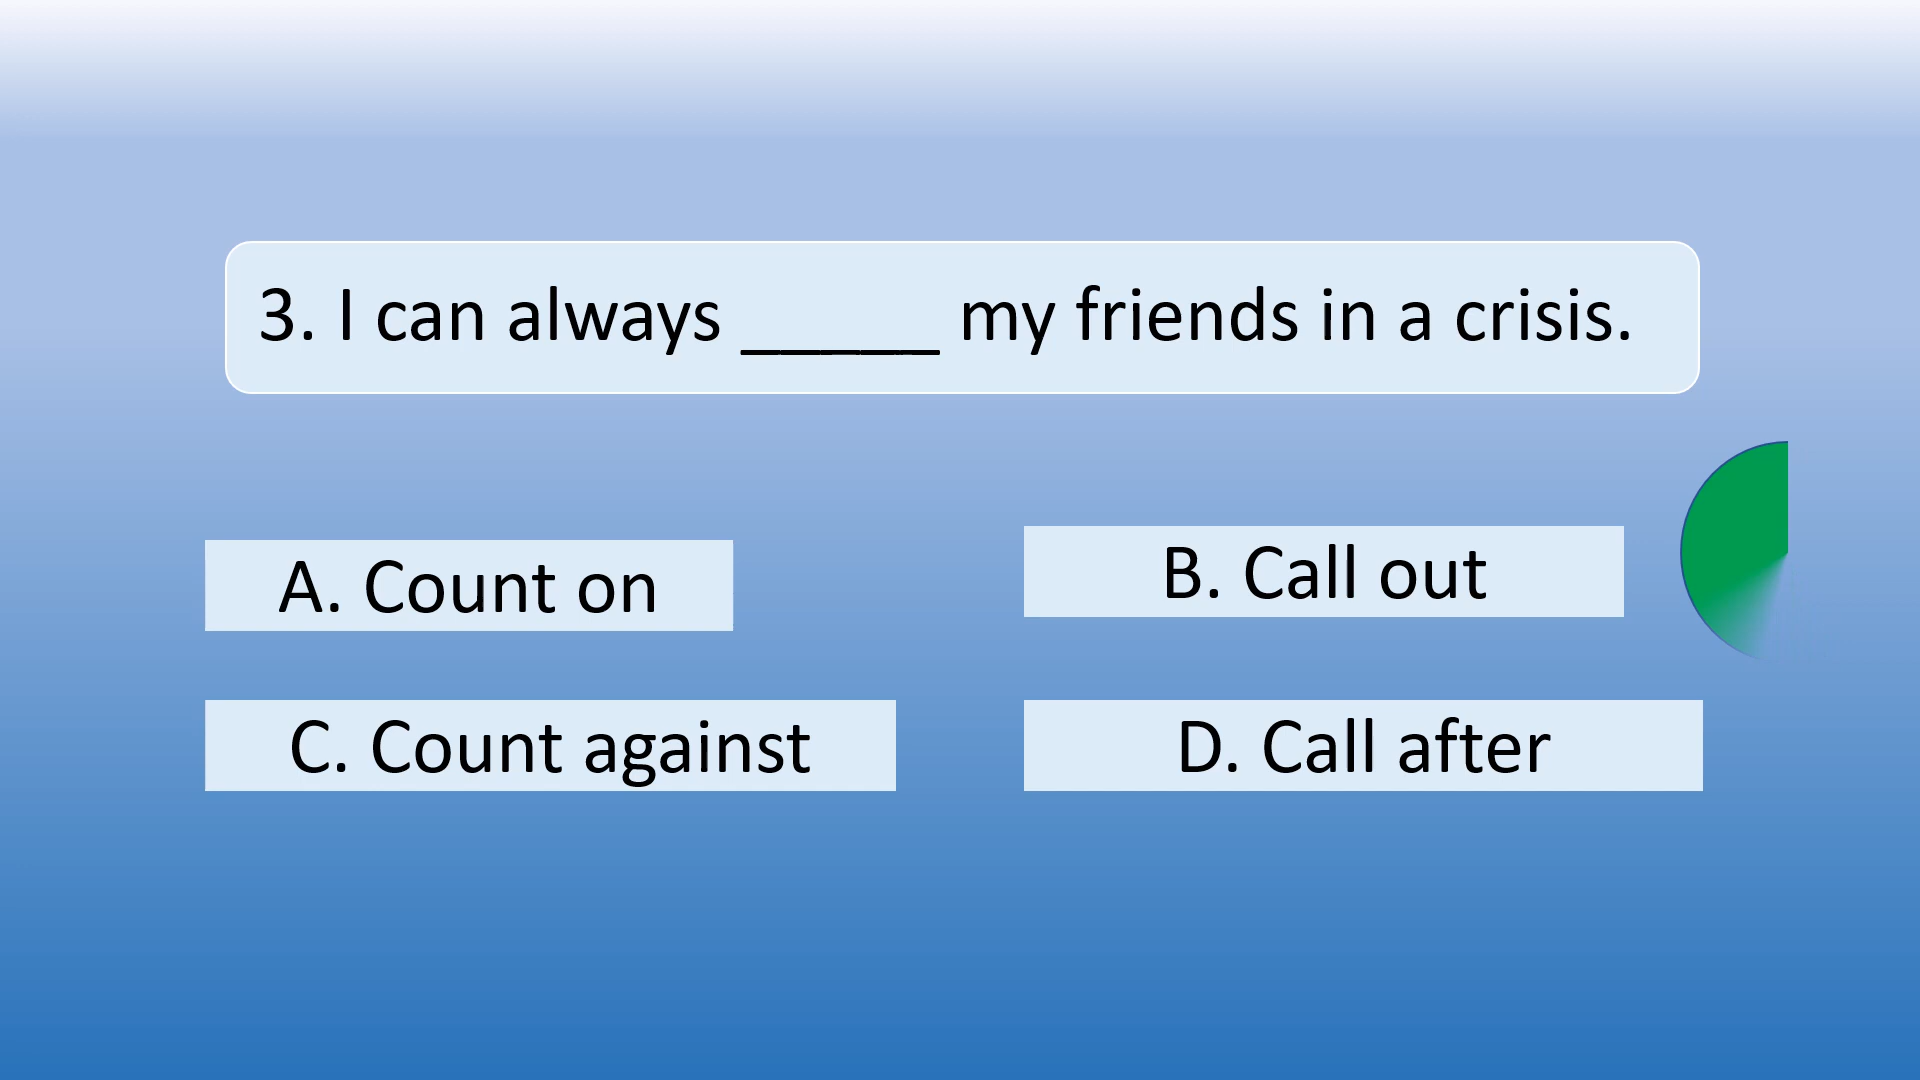 3. I can always _____ my friends in a crisis.
A. Count on
B. Call out
C. Count against
D. Call after